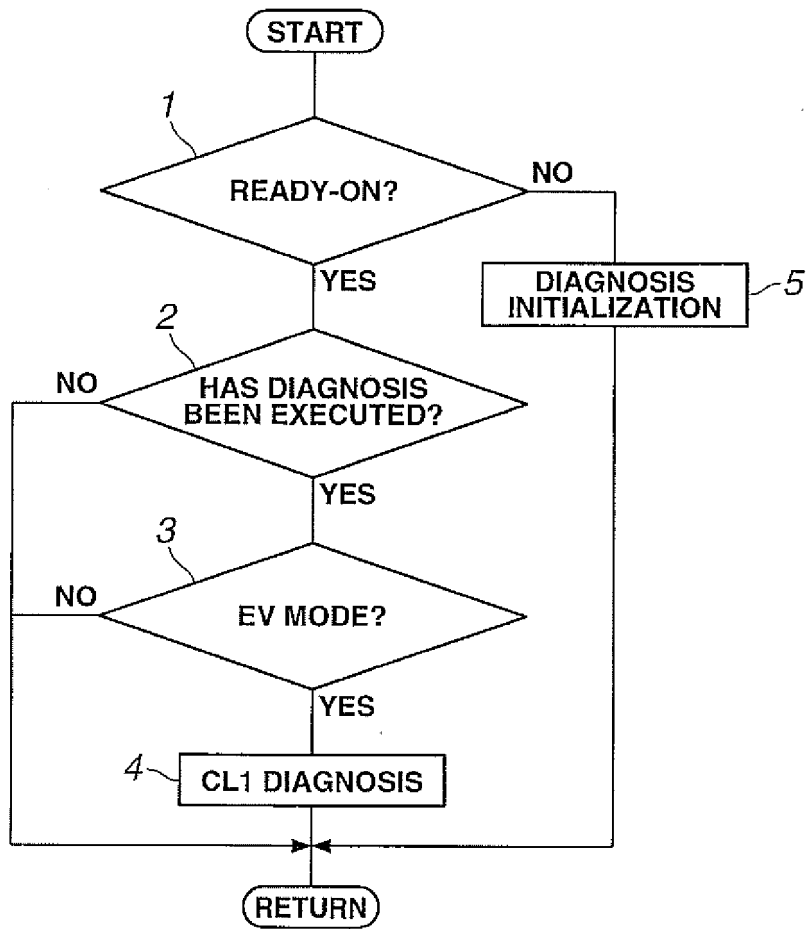 START
1
READY-ON?
NO
YES
DIAGNOSIS
INITIALIZATION
5
2
NO
HAS DIAGNOSIS
BEEN EXECUTED?
YES
3
NO
EV MODE?
YES
4
CL1 DIAGNOSIS
RETURN